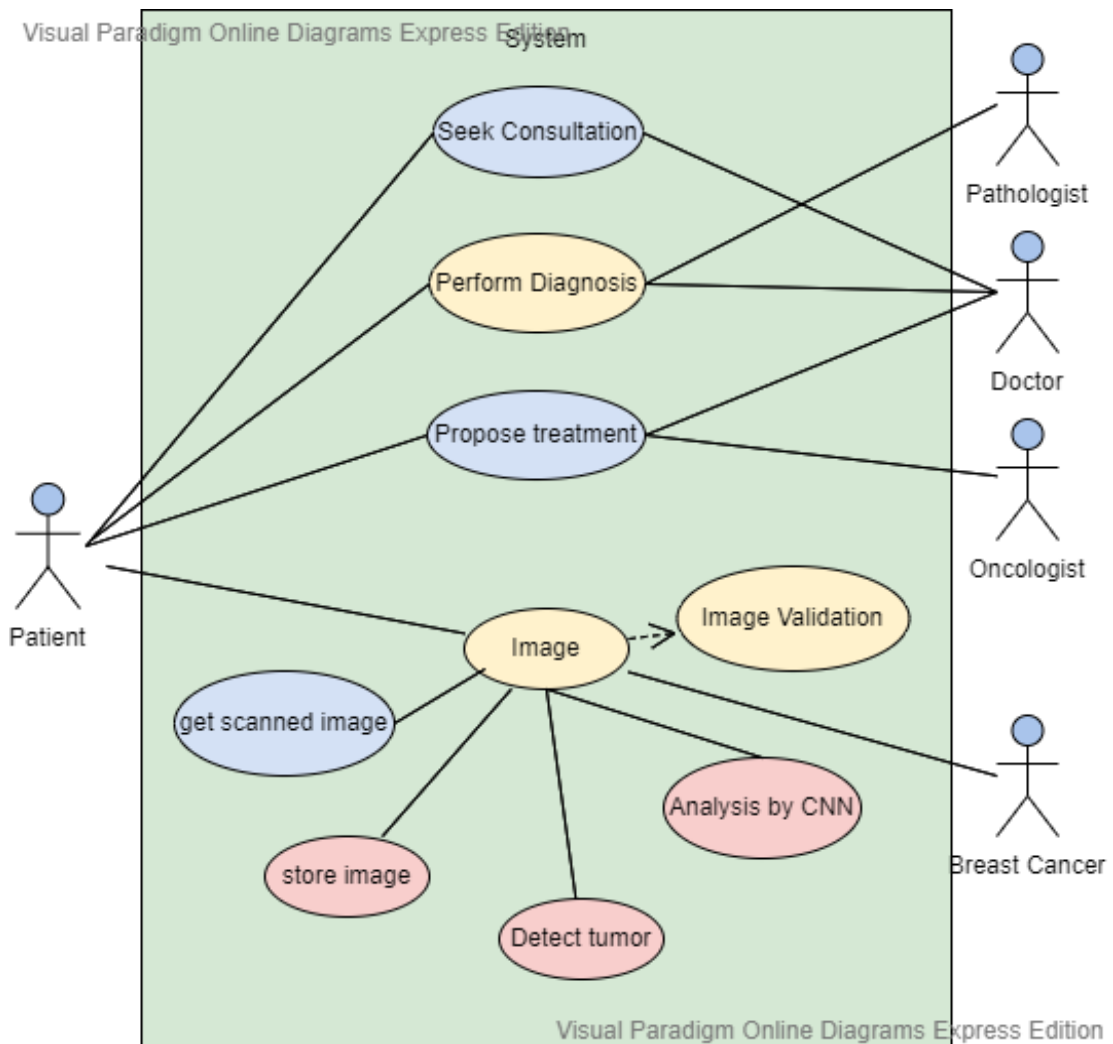 Visual Paradigm Online Diagrams Express Edition
System
Seek Consultation
Pathologist
Perform Diagnosis
Doctor
Propose treatment
Oncologist
Patient
Image Validation
Image
get scanned image
Analysis by CNN
Breast Cancer
store image
Detect tumor
Visual Paradigm Online Diagrams Express Edition